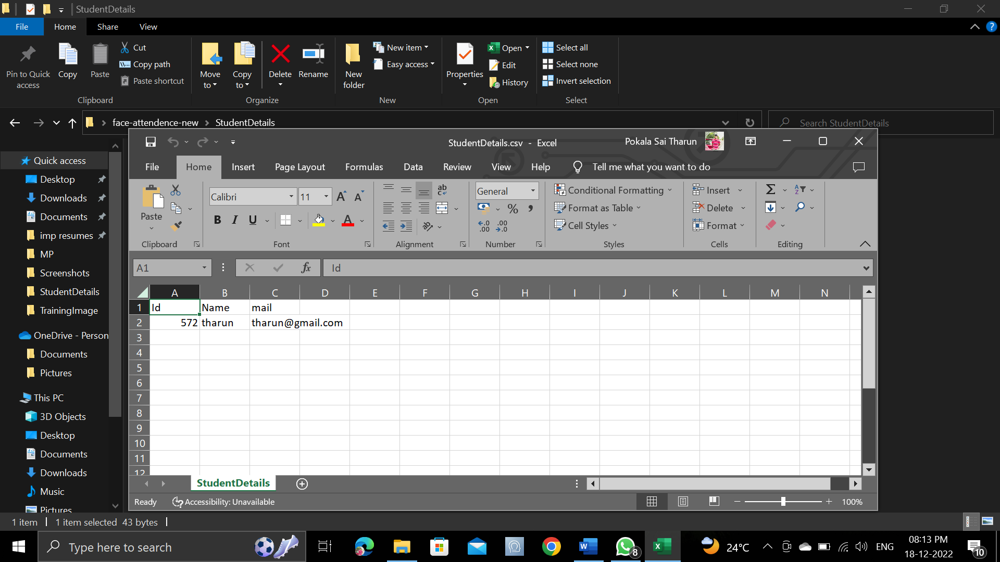 StudentDetails
File Home Share View
Pin to Quick access
Copy
Paste
Cut
Copy path
Paste shortcut
Clipboard
Move to
Copy to
Delete
Rename
Organize
New folder
New item
Easy access
New
Properties
Open
Edit
History
Open
Select all
Select none
Invert selection
Select
face-attendence-new > StudentDetails
Search StudentDetails
StudentDetails.csv - Excel
Pokala Sai Tharun
File Home Insert Page Layout Formulas Data Review View Help Tell me what you want to do
Paste
Clipboard
Calibri 11
B I U
Font
ab
Alignment
General
%
Number
Conditional Formatting
Format as Table
Cell Styles
Styles
Insert
Delete
Format
Cells
Editing
A1 fx Id
A B C D E F G H I J K L M N
1 Id Name mail
2 572 tharun tharun@gmail.com
3
4
5
6
7
8
9
10
11
12
StudentDetails
Ready Accessibility: Unavailable 100%
Quick access
Desktop
Downloads
Documents
imp resumes
MP
Screenshots
StudentDetails
TrainingImage
OneDrive - Person
Documents
Pictures
This PC
3D Objects
Desktop
Documents
Downloads
Music
Pictures
1 item 1 item selected 43 bytes
Type here to search
8
24°C
ENG
08:13 PM
18-12-2022
10